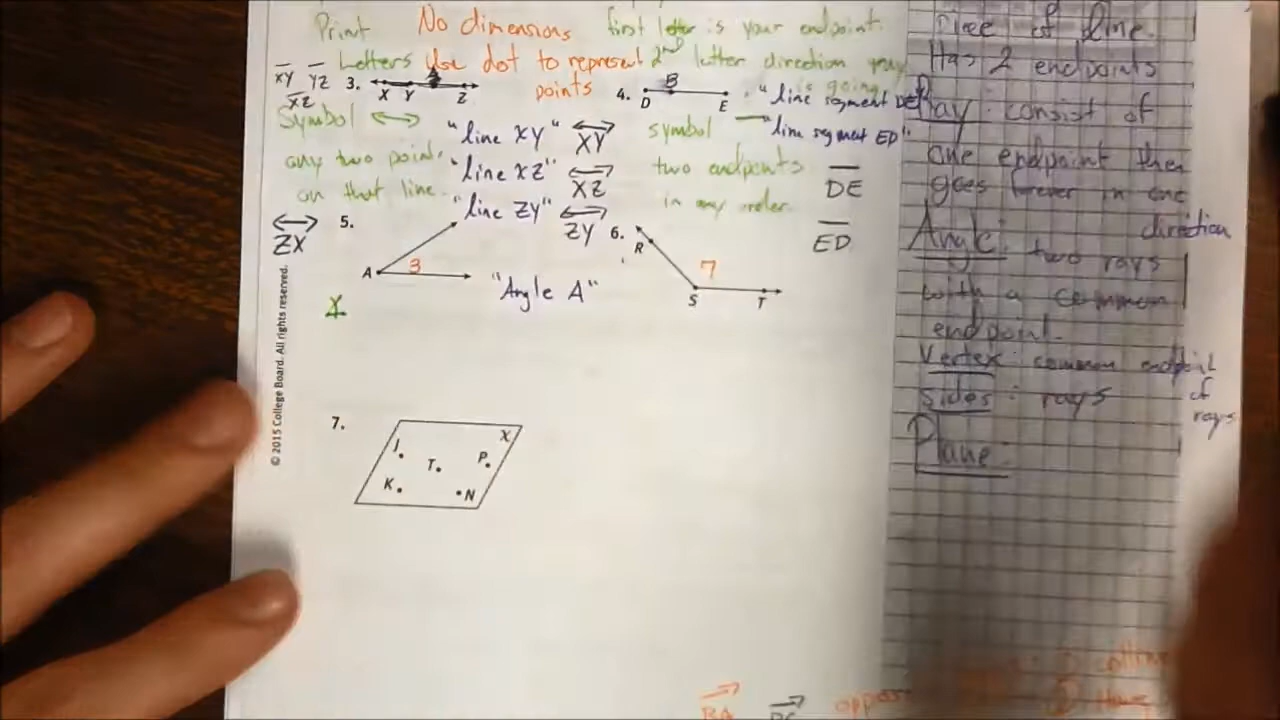 Print No dimensions first letter is your endpoint.
Letters Use dot to represent 2nd letter direction your
points is going.
XY YZ
XZ
3. X Y Z
4. D B E "line segment DE"
Symbol "line XY" XY symbol "line segment ED"
any two points "line XZ" XZ two endpoints DE
on that line. "line ZY" ZY in any order. ED
ZX
5. A 3 "Angle A"
6. R S T 7
7. J X T P K N
© 2015 College Board. All rights reserved.
Piece of line.
Has 2 endpoints
Ray: consist of
one endpoint then
goes forever in one
direction
Angle: two rays
with a common
endpoint.
Vertex: common endpoint
of
rays
Sides: rays
Plane:
BA